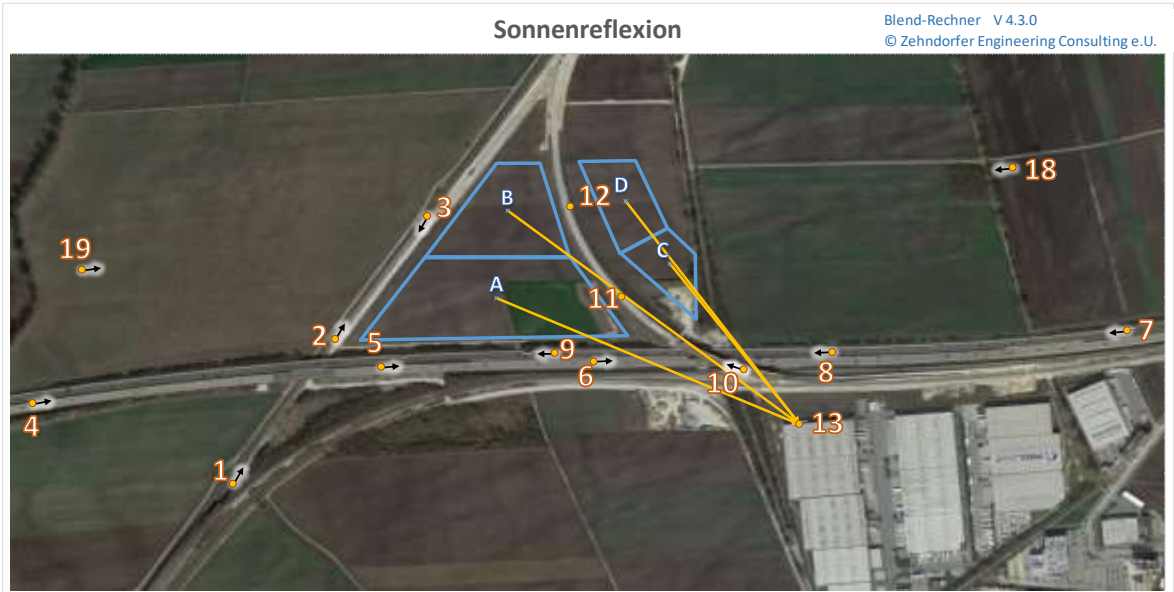 Sonnenreflexion
Blend-Rechner V 4.3.0
© Zehndorfer Engineering Consulting e.U.
18
D
12
B
3
C
19
A
11
2
7
5
9
8
6
10
4
13
1